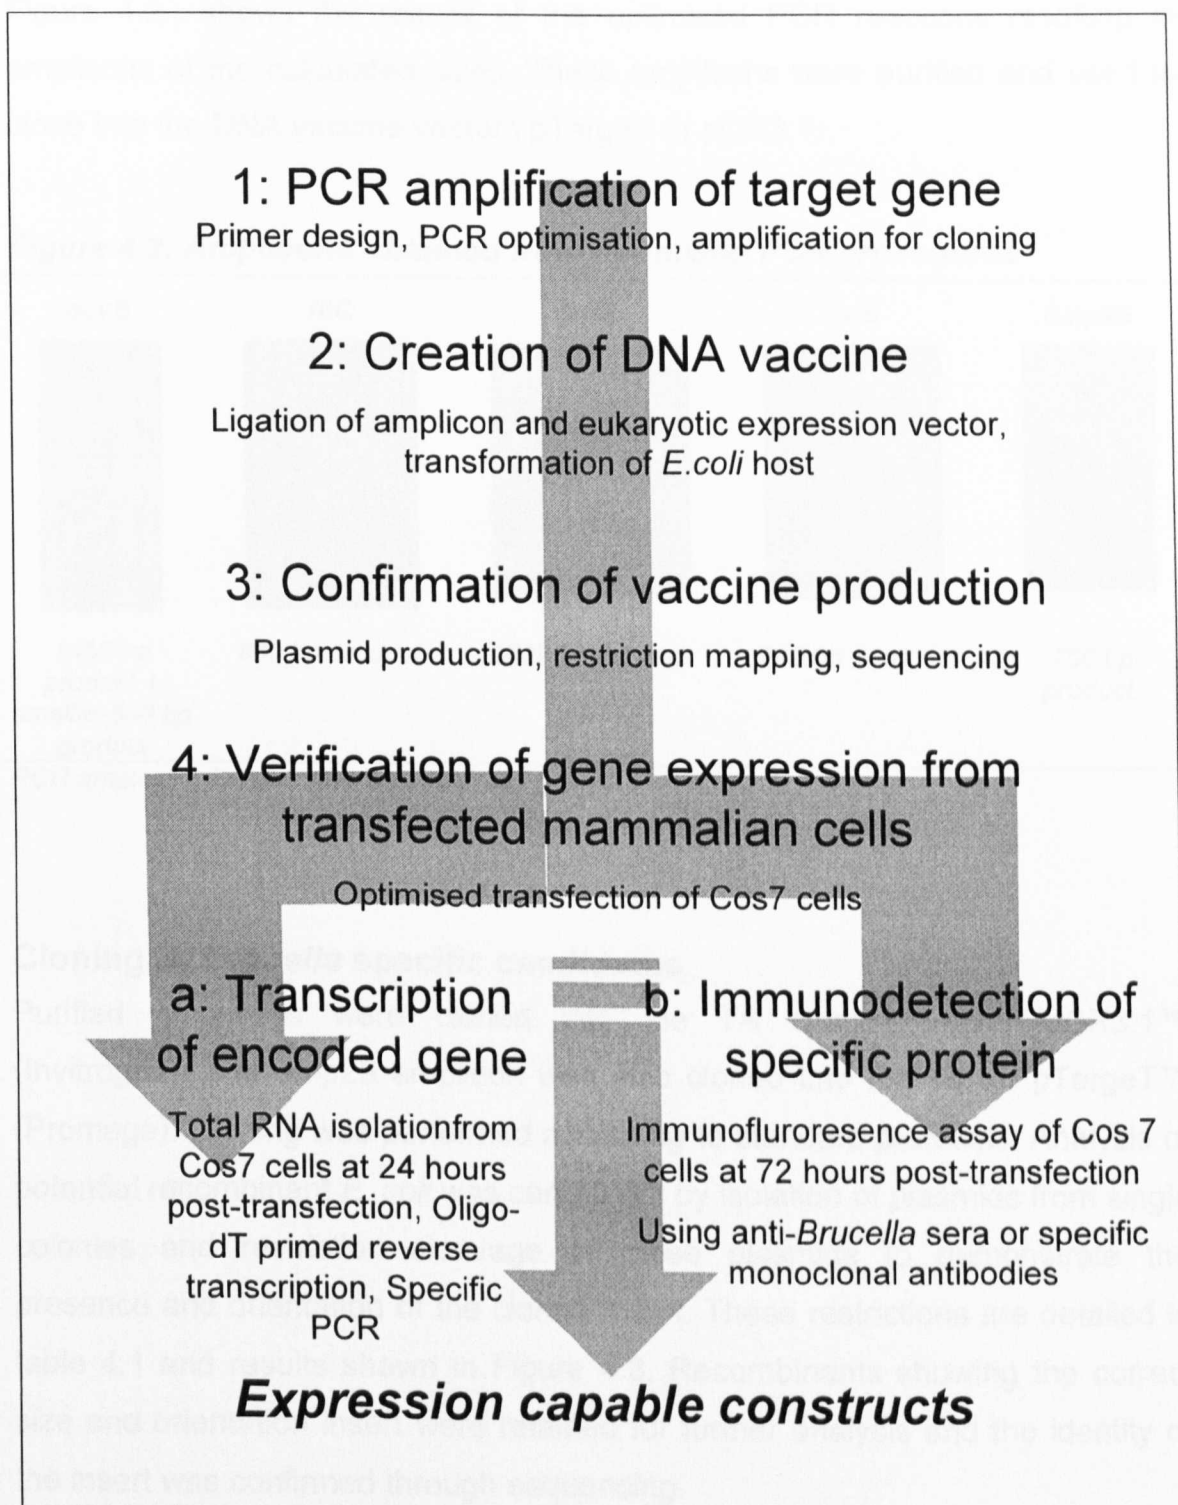 1: PCR amplification of target gene
Primer design, PCR optimisation, amplification for cloning
2: Creation of DNA vaccine
Ligation of amplicon and eukaryotic expression vector,
transformation of E.coli host
3: Confirmation of vaccine production
Plasmid production, restriction mapping, sequencing
4: Verification of gene expression from
transfected mammalian cells
Optimised transfection of Cos7 cells
a: Transcription
of encoded gene
Total RNA isolationfrom
Cos7 cells at 24 hours
post-transfection, Oligo-
dT primed reverse
transcription, Specific
PCR
b: Immunodetection of
specific protein
Immunofluroresence assay of Cos 7
cells at 72 hours post-transfection
Using anti-Brucella sera or specific
monoclonal antibodies
Expression capable constructs